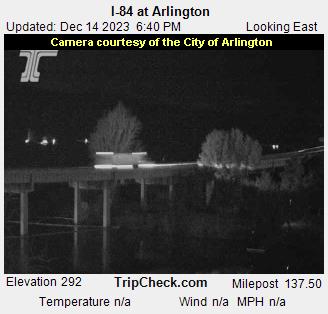 I-84 at Arlington
Updated: Dec 14 2023 6:40 PM Looking East
Camera courtesy of the City of Arlington
Elevation 292 TripCheck.com Milepost 137.50
Temperature n/a Wind n/a MPH n/a